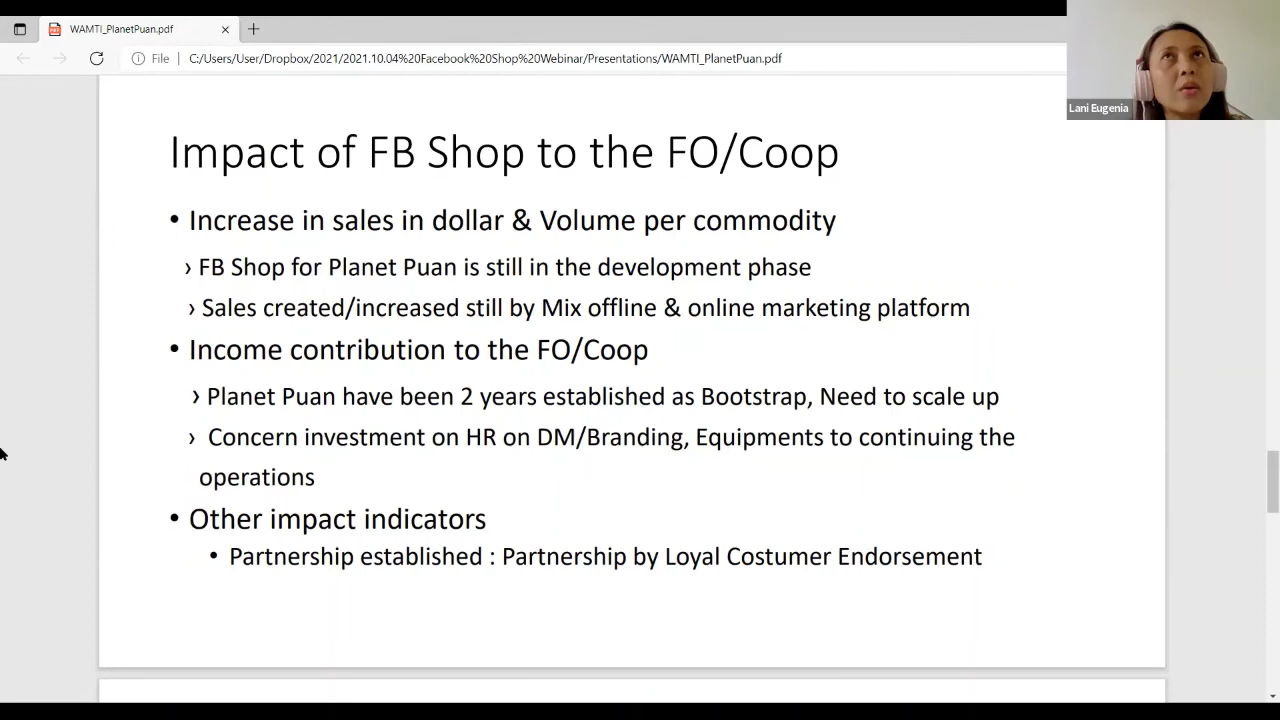 WAMTI_PlanetPuan.pdf
File
C:/Users/User/Dropbox/2021/2021.10.04%20Facebook%20Shop%20Webinar/Presentations/WAMTI_PlanetPuan.pdf
Lani Eugenia
Impact of FB Shop to the FO/Coop
• Increase in sales in dollar & Volume per commodity
› FB Shop for Planet Puan is still in the development phase
› Sales created/increased still by Mix offline & online marketing platform
• Income contribution to the FO/Coop
› Planet Puan have been 2 years established as Bootstrap, Need to scale up
› Concern investment on HR on DM/Branding, Equipments to continuing the
operations
• Other impact indicators
• Partnership established : Partnership by Loyal Costumer Endorsement